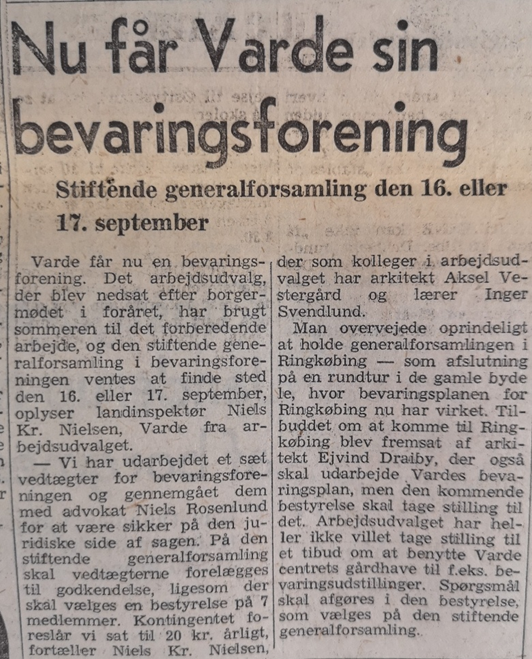 Nu får Varde sin
bevaringsforening
Stiftende generalforsamling den 16. eller
17. september
Varde får nu en bevarings-
forening. Det arbejdsudvalg,
der blev nedsat efter borger-
mødet i foråret, har brugt
sommeren til det forberedende
arbejde, og den stiftende gene-
ralforsamling i bevaringsfore-
ningen ventes at finde sted
den 16. eller 17. september,
oplyser landinspektør Niels
Kr. Nielsen, Varde fra ar-
bejdsudvalget.
— Vi har udarbejdet et sæt
vedtægter for bevaringsfore-
ningen og gennemgået dem
med advokat Niels Rosenlund
for at være sikker på den ju-
ridiske side af sagen. På den
stiftende generalforsamling
skal vedtægterne forelægges
til godkendelse, ligesom der
skal vælges en bestyrelse på 7
medlemmer. Kontingentet fo-
reslår vi sat til 20 kr. årligt,
fortæller Niels Kr. Nielsen,
der som kolleger i arbejdsud-
valget har arkitekt Aksel Ve-
stergård og lærer Inger
Svendlund.
Man overvejede oprindeligt
at holde generalforsamlingen i
Ringkøbing — som afslutning
på en rundtur i de gamle byde
le, hvor bevaringsplanen for
Ringkøbing nu har virket. Til-
buddet om at komme til Ring-
købing blev fremsat af arki-
tekt Ejvind Draiby, der også
skal udarbejde Vardes beva-
ringsplan, men den kommende
bestyrelse skal tage stilling til
det. Arbejdsudvalget har hel-
ler ikke villet tage stilling til
et tibud om at benytte Varde
centrets gårdhave til f.eks. be-
varingsudstillinger. Spørgsmål
skal afgøres i den bestyrelse,
som vælges på den stiftende
generalforsamling.